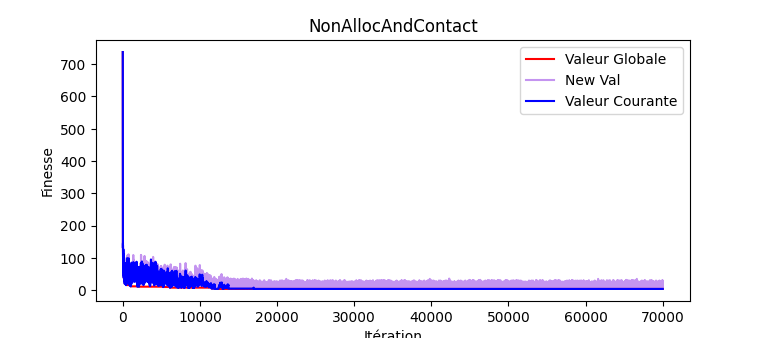 NonAllocAndContact
Valeur Globale
New Val
Valeur Courante
Finesse
700
600
500
400
300
200
100
0
0 10000 20000 30000 40000 50000 60000 70000
Itération